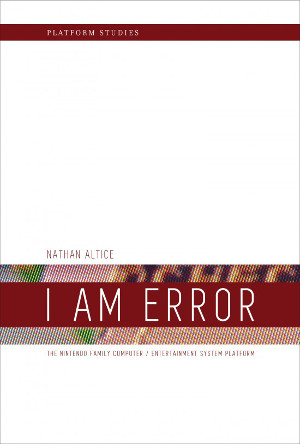 PLATFORM STUDIES
NATHAN ALTICE
I AM ERROR
THE NINTENDO FAMILY COMPUTER / ENTERTAINMENT SYSTEM PLATFORM